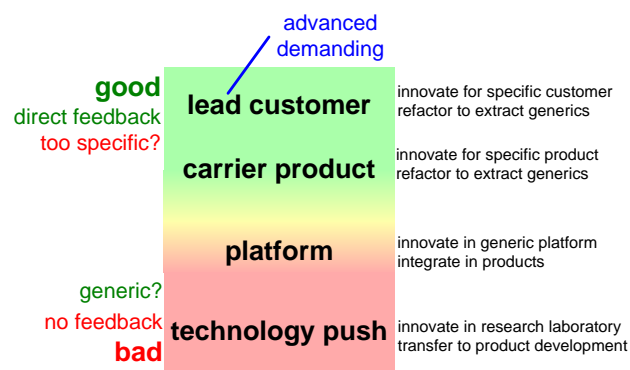 advanced
demanding
good
direct feedback
too specific?
lead customer
innovate for specific customer
refactor to extract generics
carrier product
innovate for specific product
refactor to extract generics
platform
innovate in generic platform
integrate in products
generic?
no feedback
bad
technology push
innovate in research laboratory
transfer to product development